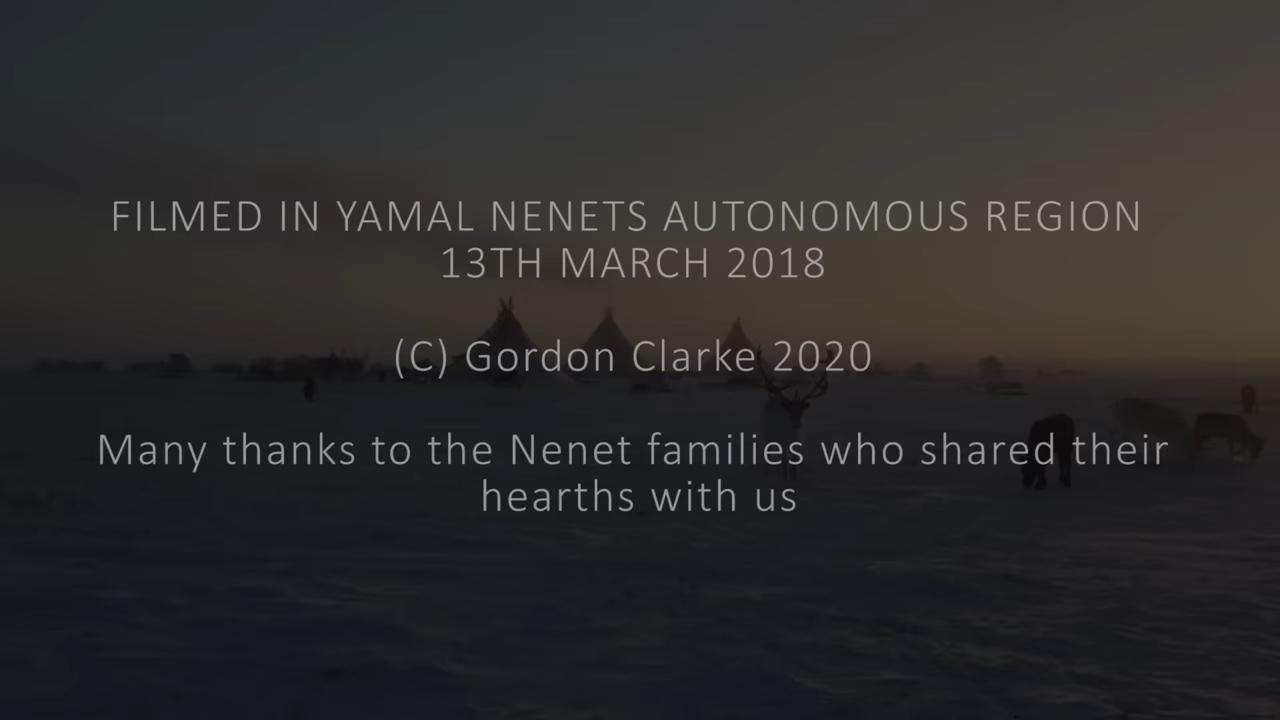 FILMED IN YAMAL NENETS AUTONOMOUS REGION
13TH MARCH 2018
(C) Gordon Clarke 2020
Many thanks to the Nenet families who shared their
hearths with us